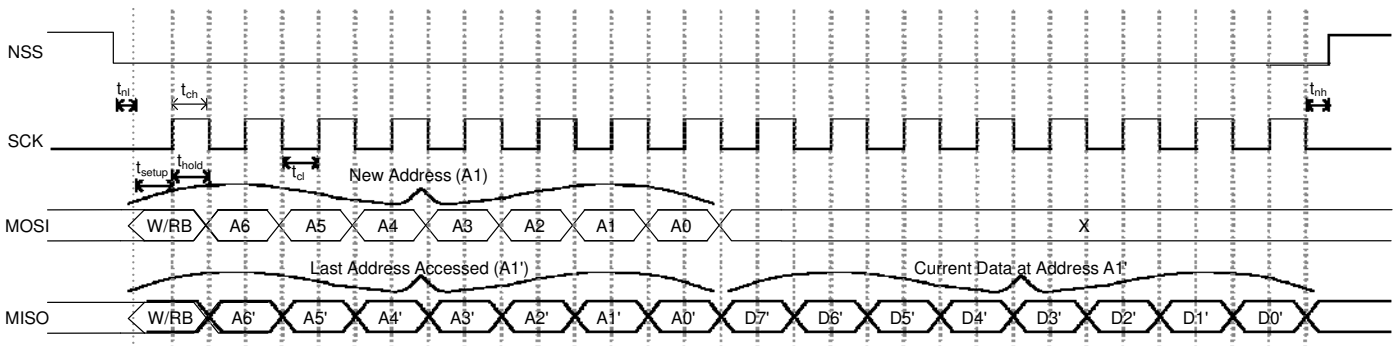 NSS
t_nl
t_ch
t_nh
SCK
t_setup
t_hold
t_cl
New Address (A1)
MOSI W/RB A6 A5 A4 A3 A2 A1 A0 X
Last Address Accessed (A1') Current Data at Address A1'
MISO W/RB A6' A5' A4' A3' A2' A1' A0' D7' D6' D5' D4' D3' D2' D1' D0'